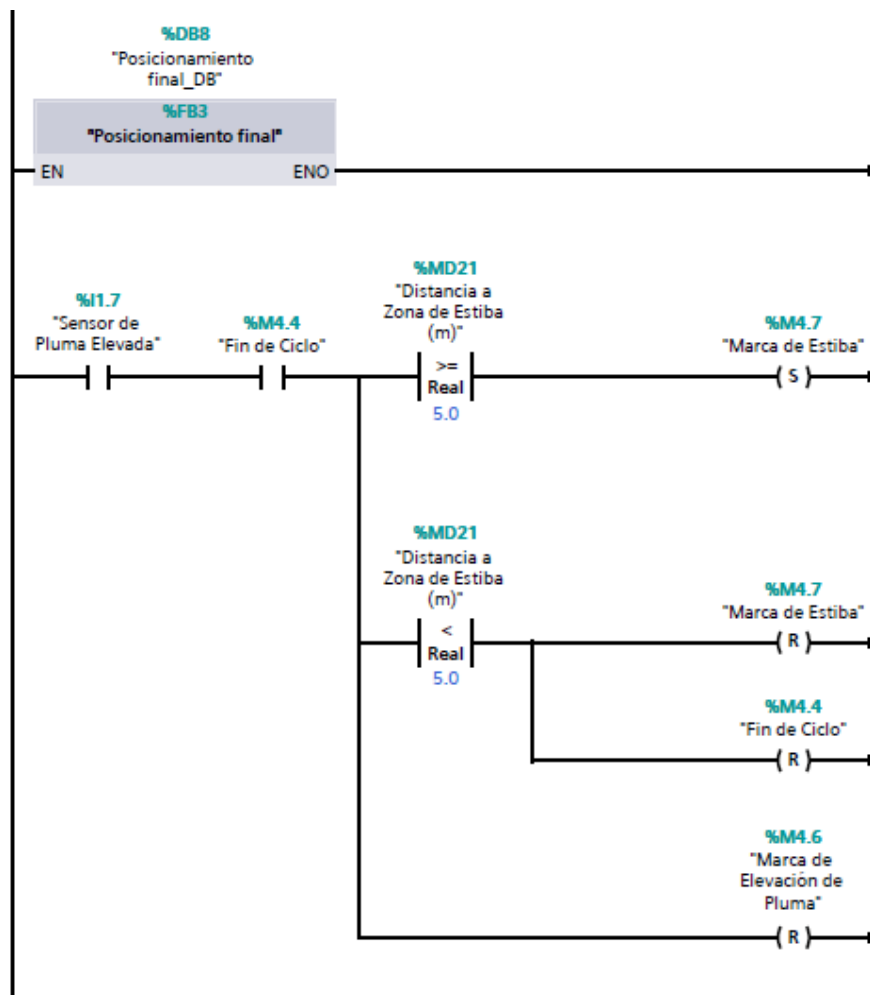 %DB8
"Posicionamiento
final_DB"
%FB3
"Posicionamiento final"
EN
ENO
%I1.7
"Sensor de
Pluma Elevada"
%M4.4
"Fin de Ciclo"
%MD21
"Distancia a
Zona de Estiba
(m)"
>=
Real
5.0
%M4.7
"Marca de Estiba"
S
%MD21
"Distancia a
Zona de Estiba
(m)"
<
Real
5.0
%M4.7
"Marca de Estiba"
R
%M4.4
"Fin de Ciclo"
R
%M4.6
"Marca de
Elevación de
Pluma"
R